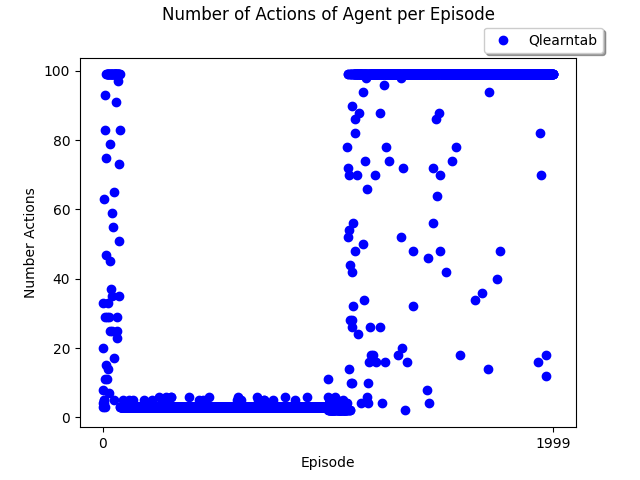 Number of Actions of Agent per Episode
Qlearntab
100
80
60
40
20
0
Number Actions
0 1999
Episode